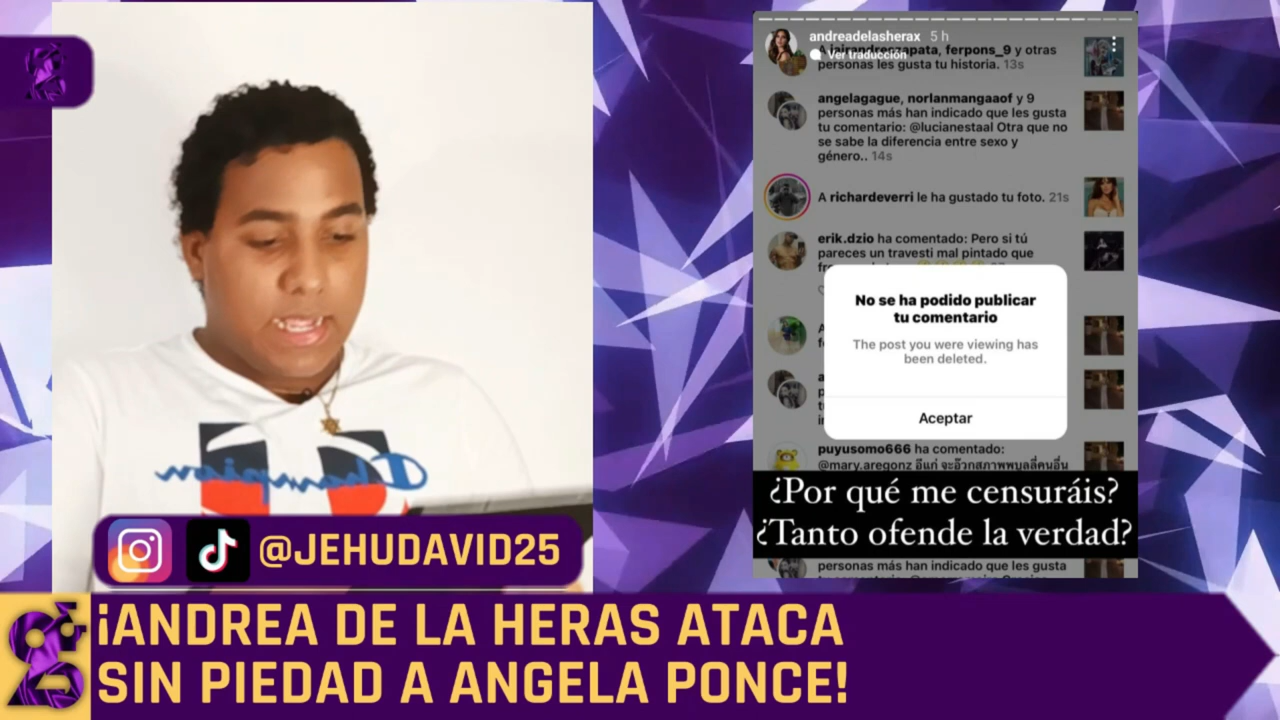 andreadelasherax 5 h
Ver traducción
A jairandreszapata, ferpons_9 y otras
personas les gusta tu historia. 13s
angelagague, norlanmangaaof y 9
personas más han indicado que les gusta
tu comentario: @lucianestaal Otra que no
se sabe la diferencia entre sexo y
género.. 14s
A richardeverri le ha gustado tu foto. 21s
erik.dzio ha comentado: Pero si tú
pareces un travesti mal pintado que
No se ha podido publicar
tu comentario
The post you were viewing has
been deleted.
Aceptar
puyusomo666 ha comentado:
@mary.aregonz
¿Por qué me censuráis?
¿Tanto ofende la verdad?
personas más han indicado que les gusta
Champion
@JEHUDAVID25
¡ANDREA DE LA HERAS ATACA
SIN PIEDAD A ANGELA PONCE!